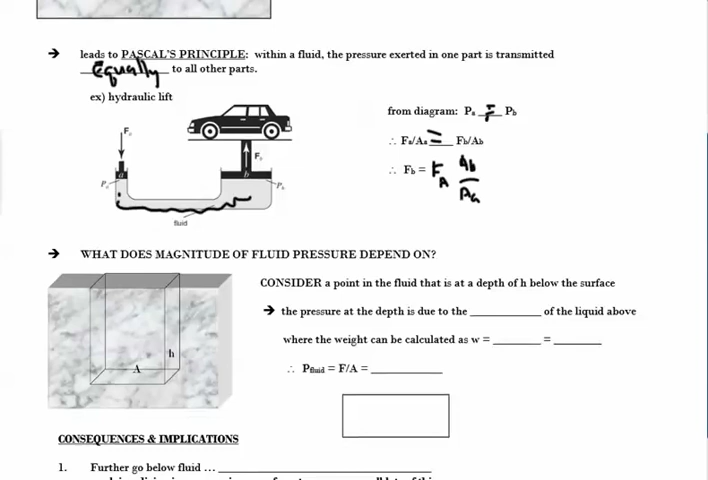 → leads to PASCAL'S PRINCIPLE: within a fluid, the pressure exerted in one part is transmitted
Equally to all other parts.
ex) hydraulic lift
from diagram: Pa = Pb
∴ Fa/Aa = Fb/Ab
∴ Fb = FA Ab
Aa
Fa
Fb
a
b
Pa
Pb
fluid
→ WHAT DOES MAGNITUDE OF FLUID PRESSURE DEPEND ON?
CONSIDER a point in the fluid that is at a depth of h below the surface
→ the pressure at the depth is due to the ____________ of the liquid above
where the weight can be calculated as w = ________ = ________
∴ Pfluid = F/A = ____________
h
A
CONSEQUENCES & IMPLICATIONS
1. Further go below fluid … ____________